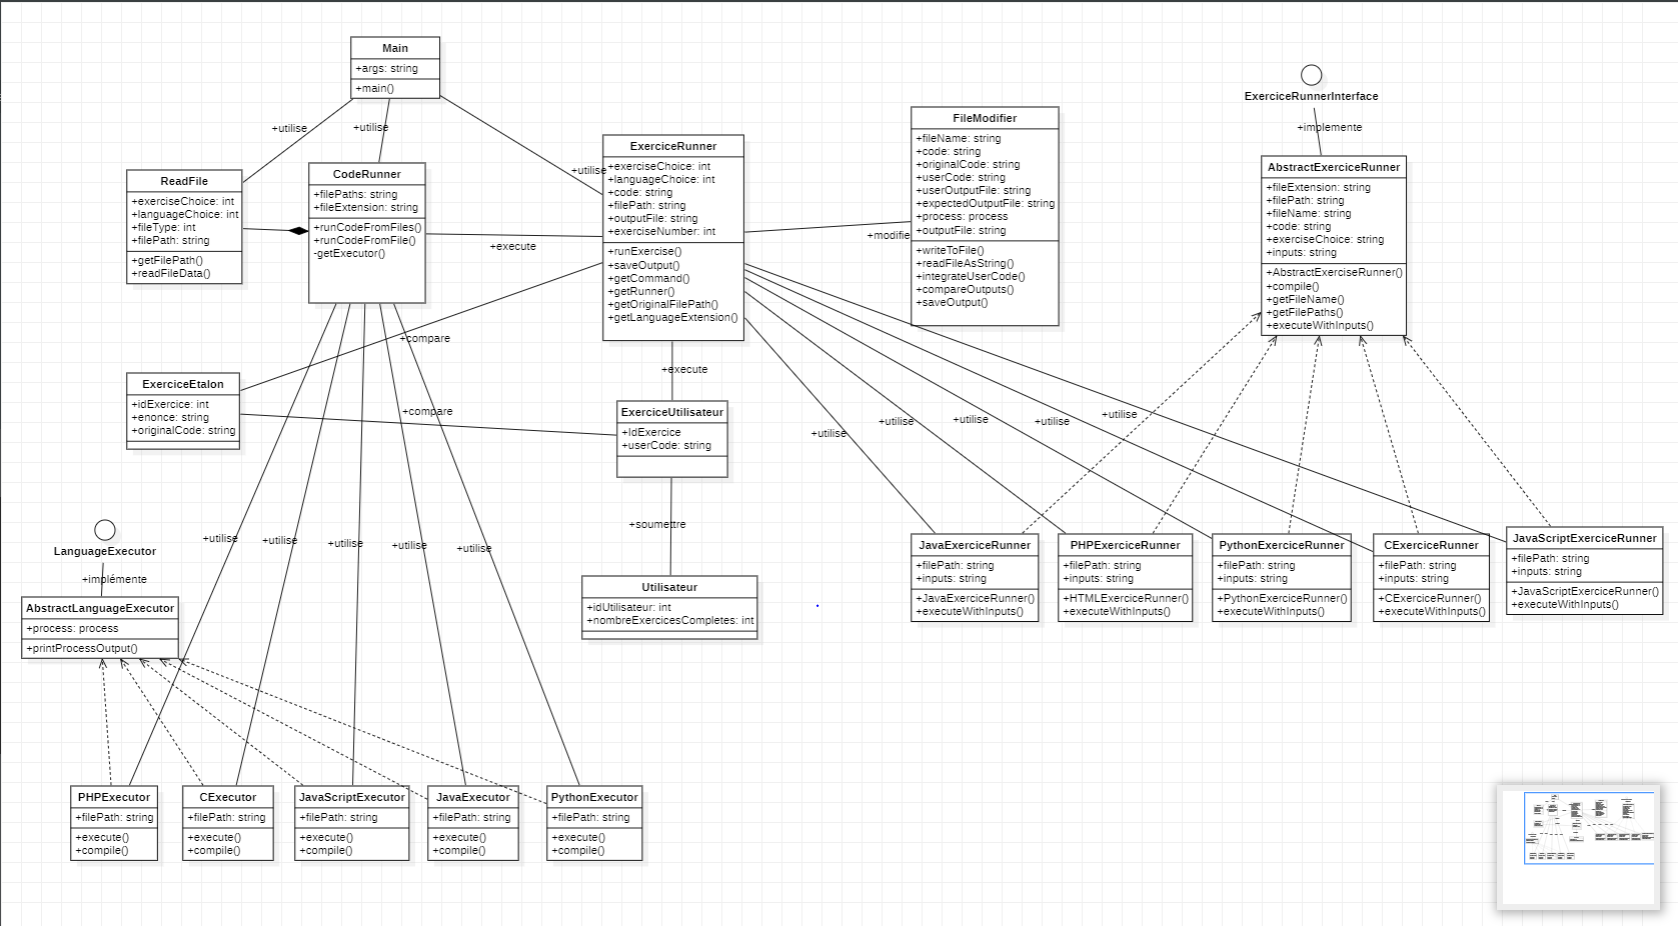 Main
+args: string
+main()
+utilise
+utilise
+utilise
ReadFile
+exerciseChoice: int
+languageChoice: int
+fileType: int
+filePath: string
+getFilePath()
+readFileData()
CodeRunner
+filePaths: string
+fileExtension: string
+runCodeFromFiles()
+runCodeFromFile()
-getExecutor()
+execute
ExerciceRunner
+exerciseChoice: int
+languageChoice: int
+code: string
+filePath: string
+outputFile: string
+exerciseNumber: int
+runExercise()
+saveOutput()
+getCommand()
+getRunner()
+getOriginalFilePath()
+getLanguageExtension()
+modifie
FileModifier
+fileName: string
+code: string
+originalCode: string
+userCode: string
+userOutputFile: string
+expectedOutputFile: string
+process: process
+outputFile: string
+writeToFile()
+readFileAsString()
+integrateUserCode()
+compareOutputs()
+saveOutput()
ExerciceRunnerInterface
+implemente
AbstractExerciceRunner
+fileExtension: string
+filePath: string
+fileName: string
+code: string
+exerciseChoice: string
+inputs: string
+AbstractExerciseRunner()
+compile()
+getFileName()
+getFilePaths()
+executeWithInputs()
+compare
+execute
ExerciceEtalon
+idExercice: int
+enonce: string
+originalCode: string
+compare
ExerciceUtilisateur
+IdExercice
+userCode: string
+utilise
+utilise
+utilise
+utilise
+utilise
+soumettre
Utilisateur
+idUtilisateur: int
+nombreExercicesCompletes: int
JavaExerciceRunner
+filePath: string
+inputs: string
+JavaExerciceRunner()
+executeWithInputs()
PHPExerciceRunner
+filePath: string
+inputs: string
+HTMLExerciceRunner()
+executeWithInputs()
PythonExerciceRunner
+filePath: string
+inputs: string
+PythonExerciceRunner()
+executeWithInputs()
CExerciceRunner
+filePath: string
+inputs: string
+CExerciceRunner()
+executeWithInputs()
JavaScriptExerciceRunner
+filePath: string
+inputs: string
+JavaScriptExerciceRunner()
+executeWithInputs()
LanguageExecutor
+implémente
AbstractLanguageExecutor
+process: process
+printProcessOutput()
+utilise
+utilise
+utilise
+utilise
+utilise
PHPExecutor
+filePath: string
+execute()
+compile()
CExecutor
+filePath: string
+execute()
+compile()
JavaScriptExecutor
+filePath: string
+execute()
+compile()
JavaExecutor
+filePath: string
+execute()
+compile()
PythonExecutor
+filePath: string
+execute()
+compile()